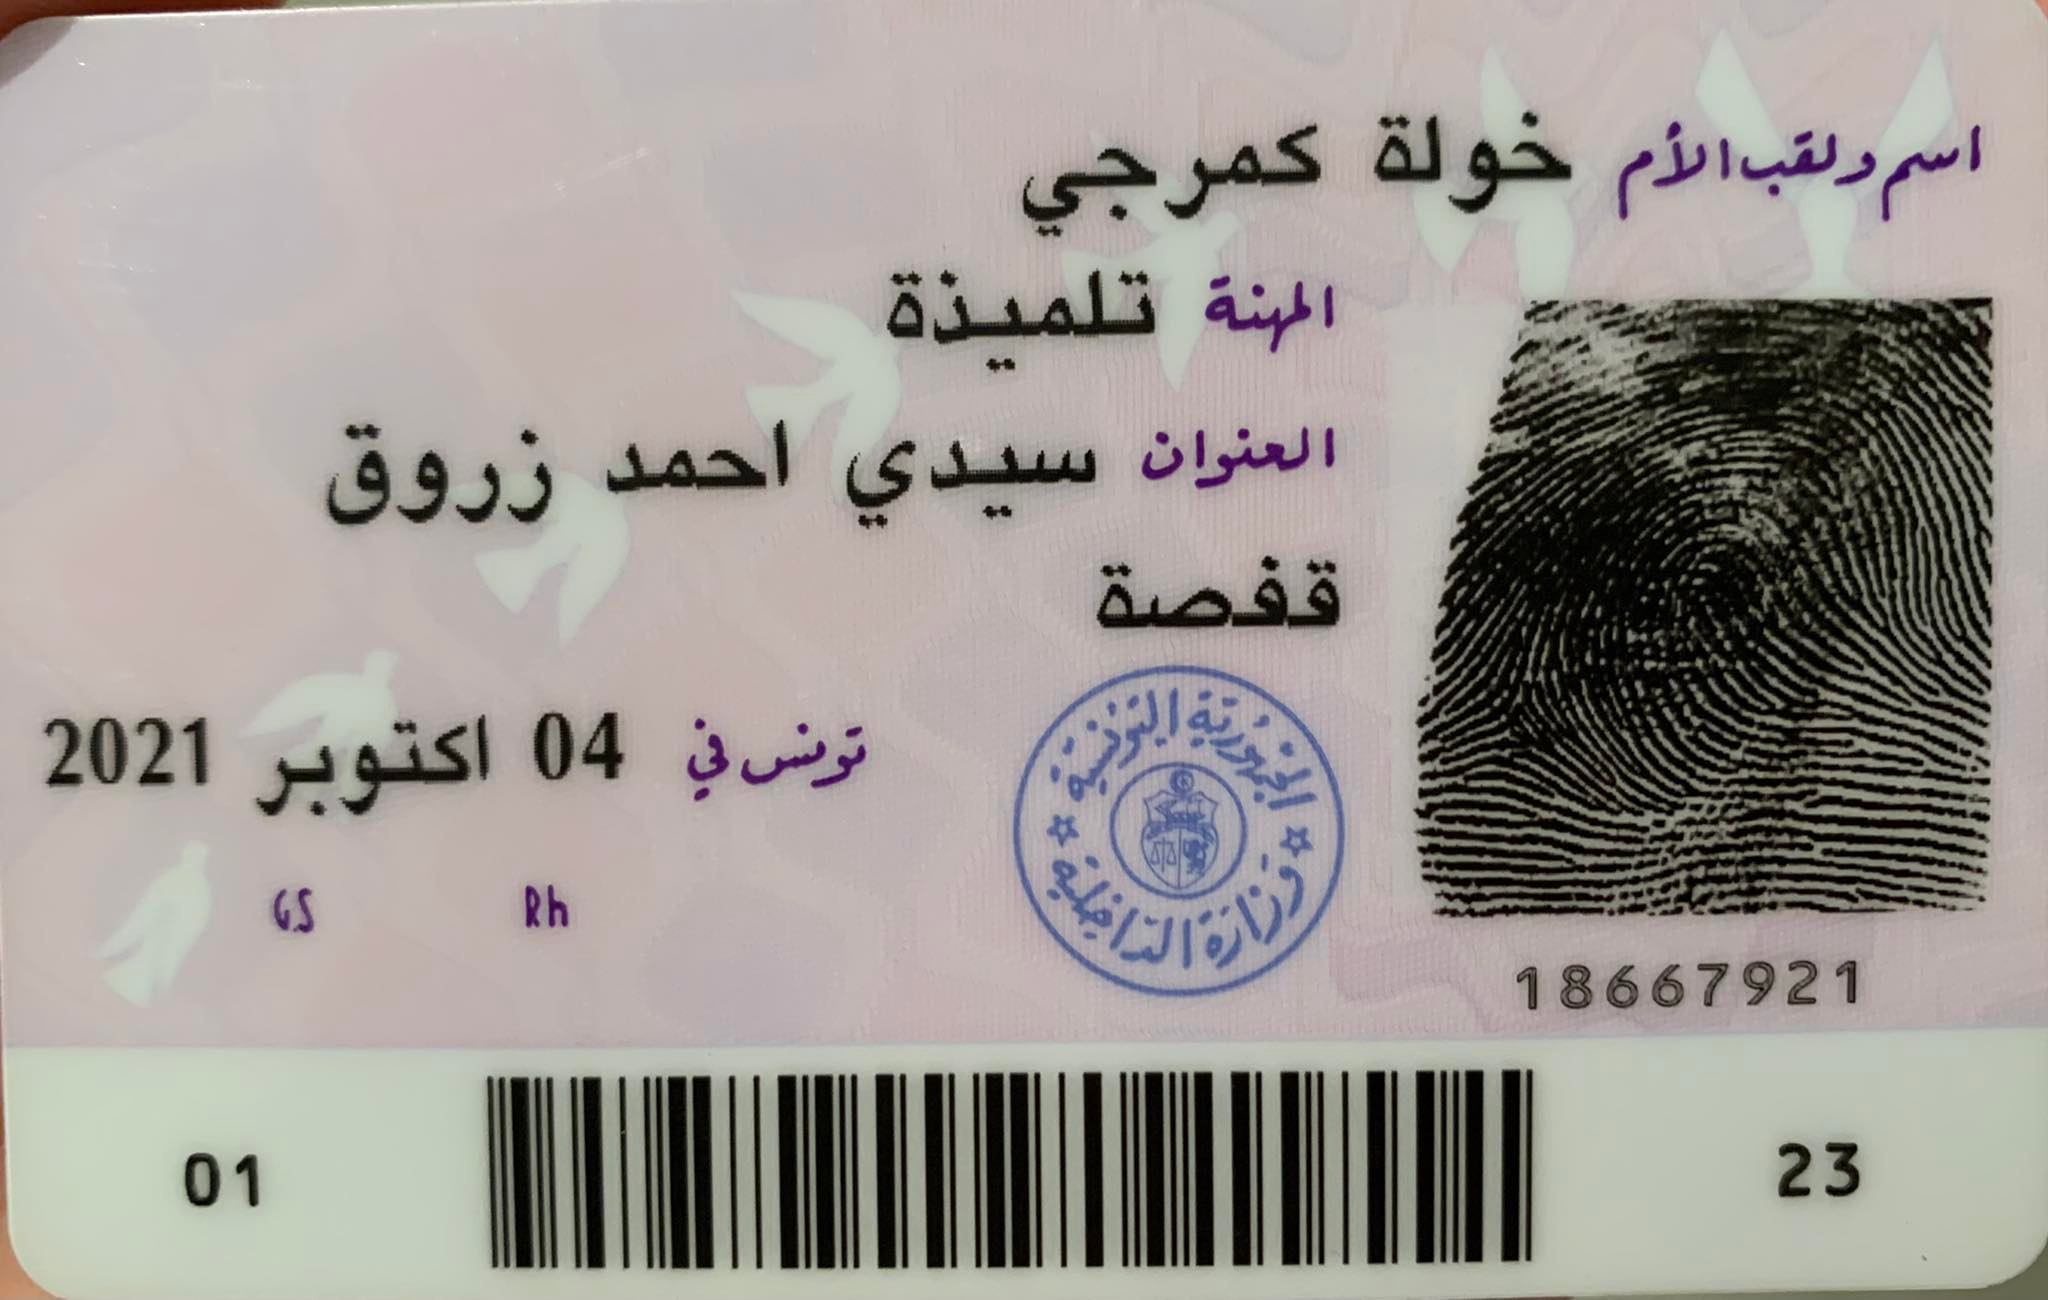 اسم ولقب الأم خولة كمرجي
المهنة تلميذة
العنوان سيدي احمد زروق
قفصة
تونس في 04 اكتوبر 2021
الجمهورية التونسية
وزارة الداخلية
Rh
GS
18667921
01
23